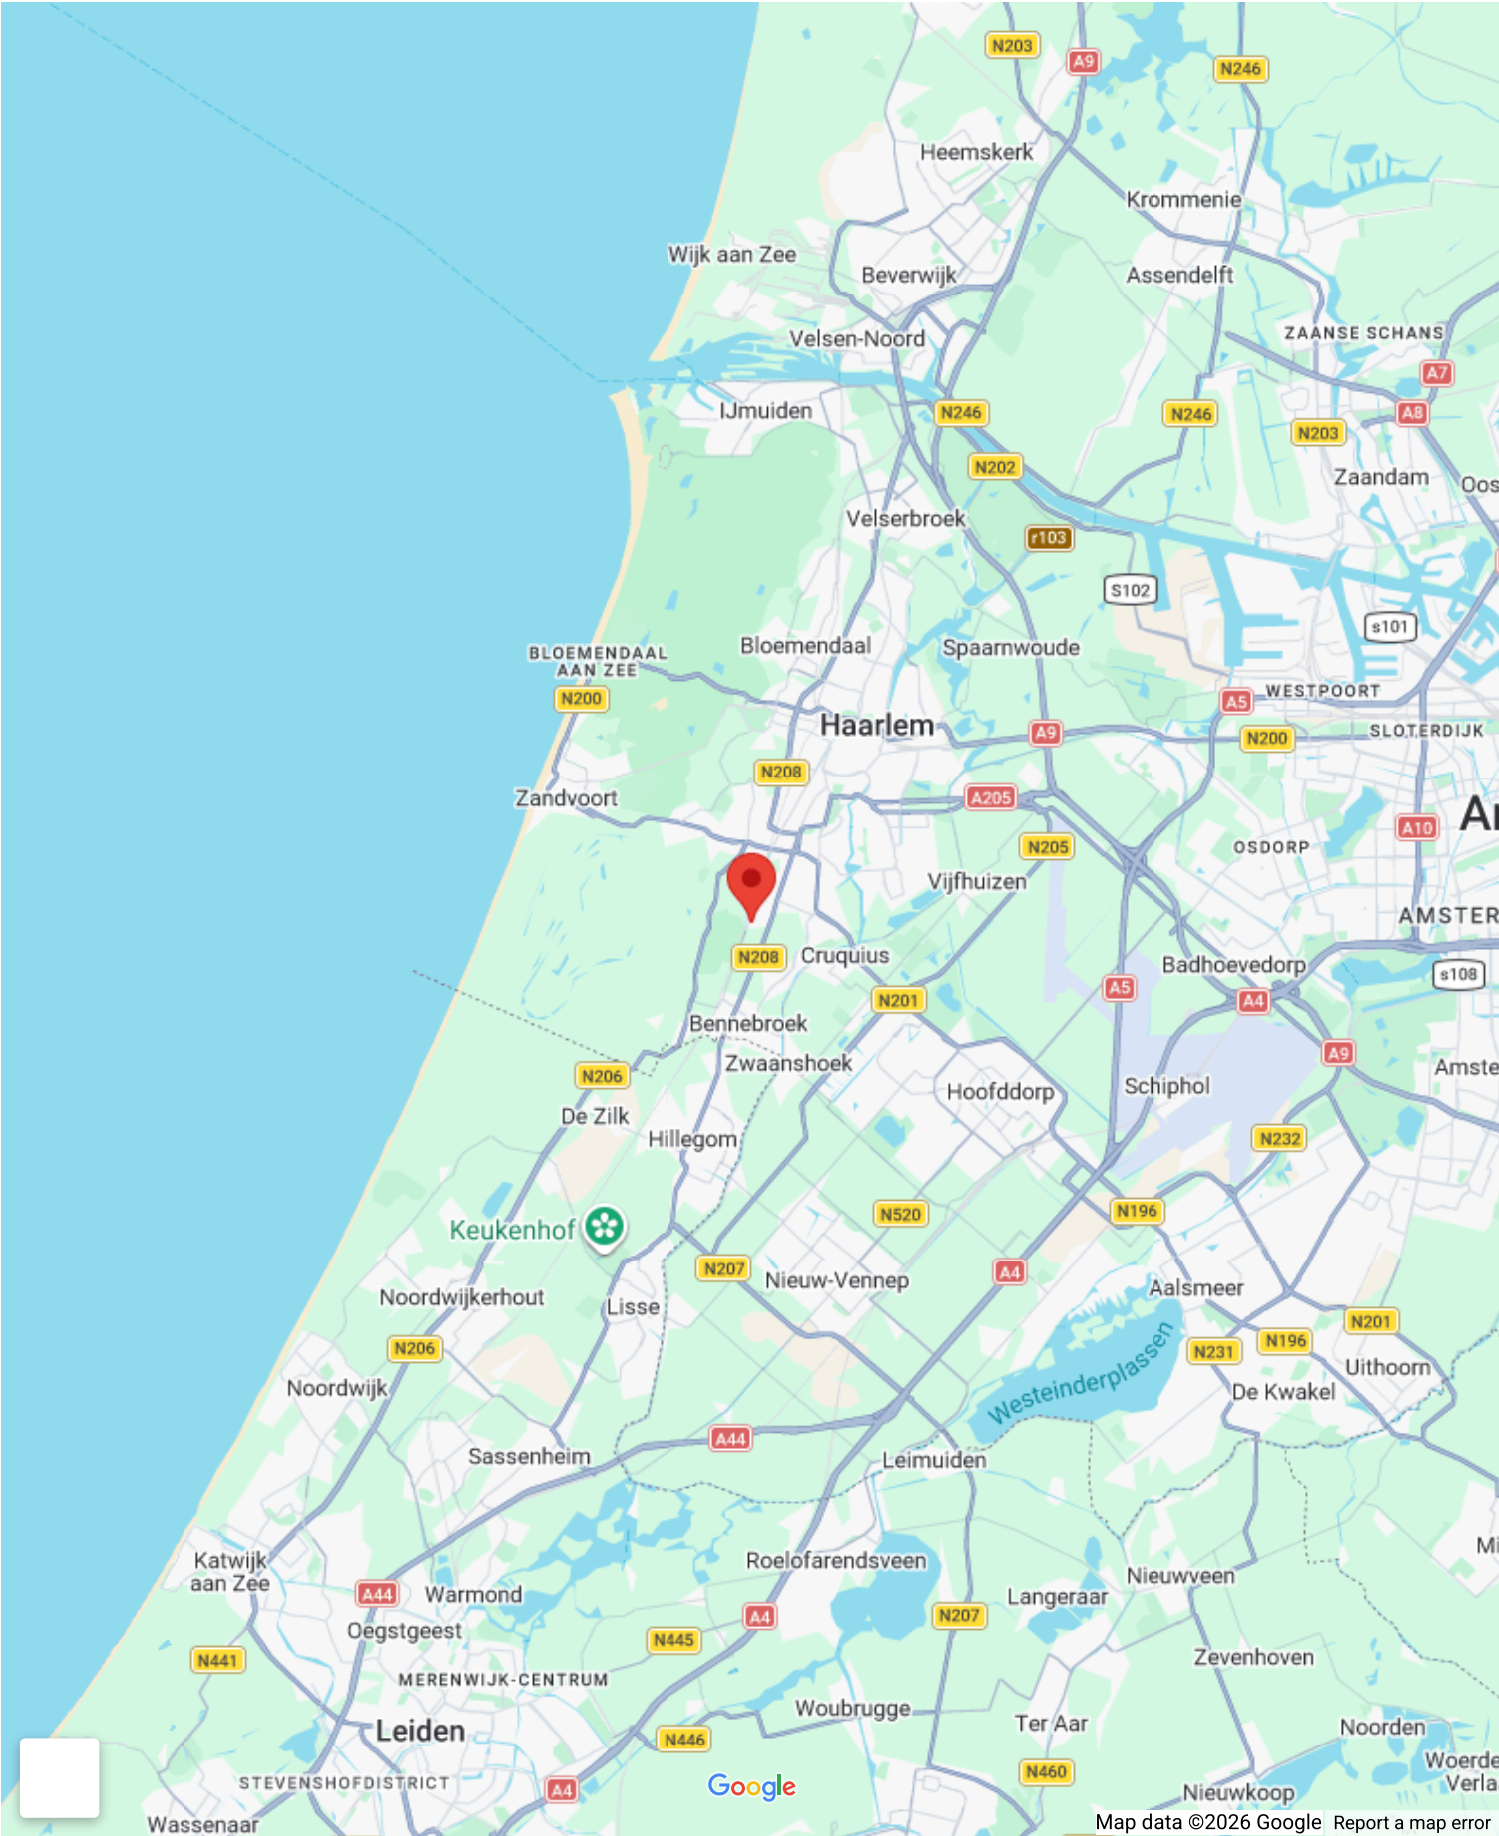 N203
A9
N246
Heemskerk
Krommenie
Wijk aan Zee
Beverwijk
Assendelft
Velsen-Noord
ZAANSE SCHANS
A7
IJmuiden
N246
N246
A8
N203
N202
Zaandam
Oos
Velserbroek
r103
S102
s101
Bloemendaal
Spaarnwoude
BLOEMENDAAL
AAN ZEE
N200
A5
WESTPOORT
Haarlem
A9
N200
SLOTERDIJK
N208
Zandvoort
A205
A10
N205
OSDORP
Vijfhuizen
AMSTER
N208
Cruquius
Badhoevedorp
s108
A5
A4
N201
Bennebroek
A9
Zwaanshoek
Amste
N206
Hoofddorp
Schiphol
De Zilk
Hillegom
N232
Keukenhof
N520
N196
N207
Nieuw-Vennep
A4
Aalsmeer
Noordwijkerhout
Lisse
N201
N206
N231
N196
Westeinderplassen
Uithoorn
Noordwijk
De Kwakel
A44
Sassenheim
Leimuiden
Katwijk
aan Zee
Roelofarendsveen
Mi
A44
Warmond
Langeraar
Nieuwveen
A4
N207
Oegstgeest
N445
N441
Zevenhoven
MERENWIJK-CENTRUM
Leiden
Woubrugge
Ter Aar
Noorden
N446
Woerde
Verla
STEVENSHOFDISTRICT
A4
Google
N460
Nieuwkoop
Wassenaar
Map data ©2026 Google
Report a map error